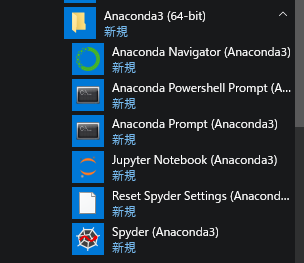 Anaconda3 (64-bit)
新規
Anaconda Navigator (Anaconda3)
新規
Anaconda Powershell Prompt (A...
新規
Anaconda Prompt (Anaconda3)
新規
Jupyter Notebook (Anaconda3)
新規
Reset Spyder Settings (Anacond...
新規
Spyder (Anaconda3)
新規